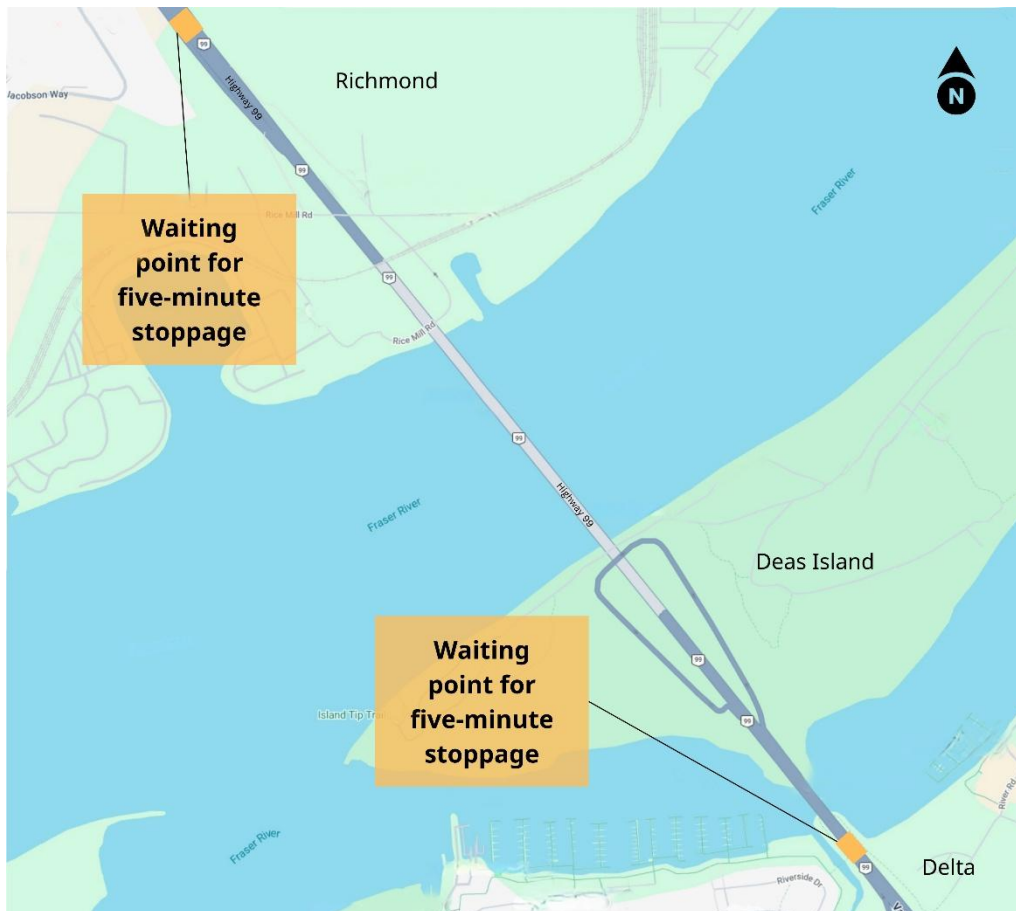 99
Highway 99
Richmond
N
Jacobson Way
99
Fraser River
Rice Mill Rd
Waiting
point for
five-minute
stoppage
99
Rice Mill Rd
99
Highway 99
Fraser River
Deas Island
Waiting
point for
five-minute
stoppage
99
Island Tip
99
River Rd
Fraser River
99
Delta
Riverside Dr